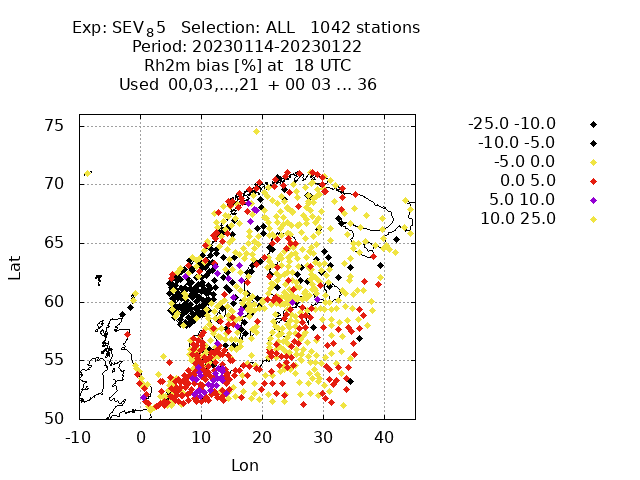 Exp: SEV₈5 Selection: ALL 1042 stations
Period: 20230114-20230122
Rh2m bias [%] at 18 UTC
Used 00,03,...,21 + 00 03 ... 36
-25.0 -10.0
-10.0 -5.0
-5.0 0.0
0.0 5.0
5.0 10.0
10.0 25.0
75
70
65
60
55
50
Lat
-10 0 10 20 30 40
Lon